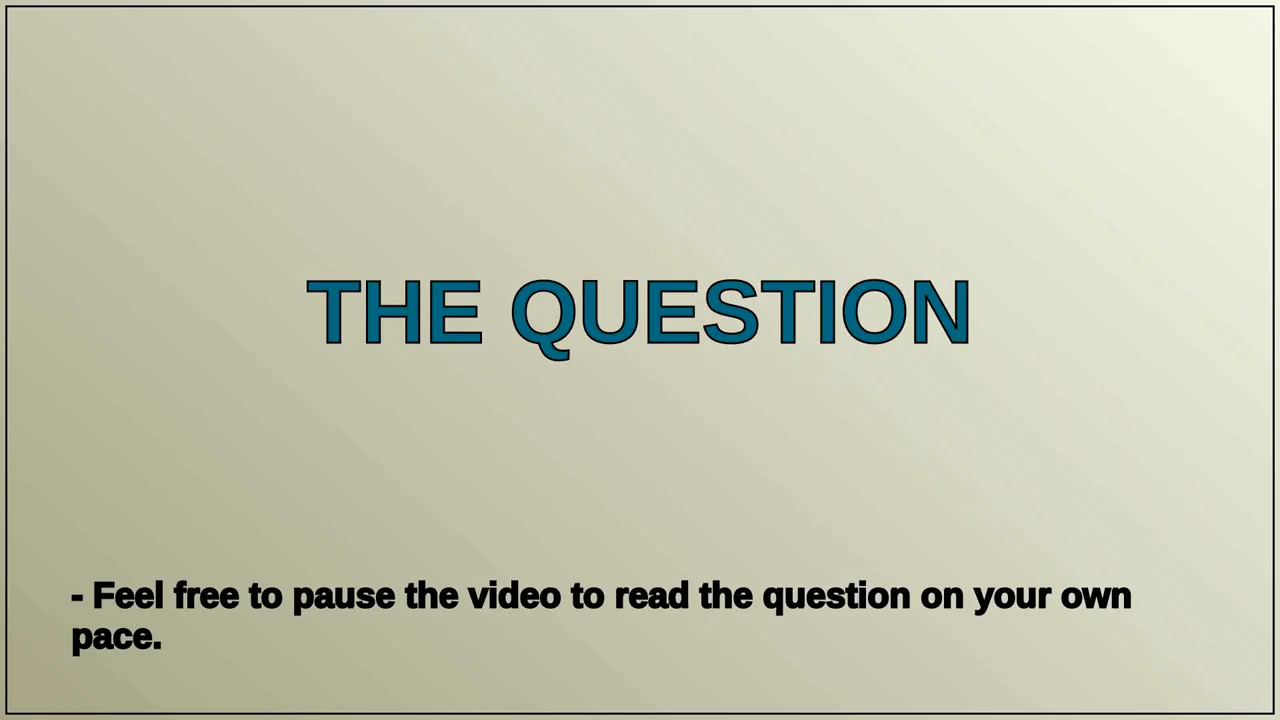 THE QUESTION
- Feel free to pause the video to read the question on your own
pace.